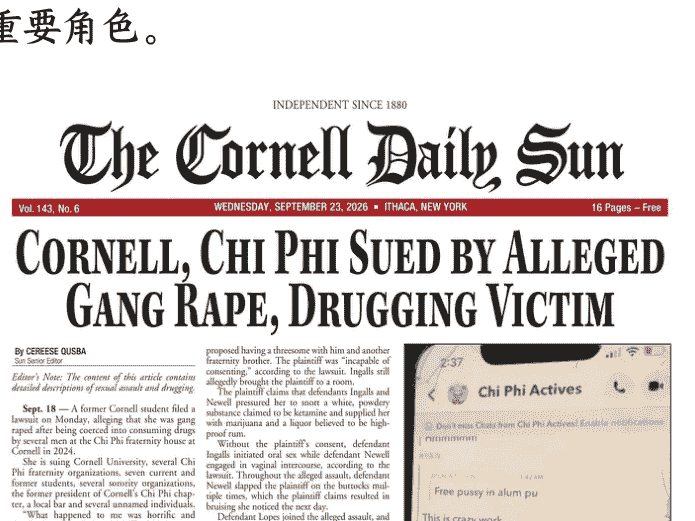 重要角色。
INDEPENDENT SINCE 1880
The Cornell Daily Sun
Vol. 143, No. 6
WEDNESDAY, SEPTEMBER 23, 2026 ■ ITHACA, NEW YORK
16 Pages – Free
CORNELL, CHI PHI SUED BY ALLEGED
GANG RAPE, DRUGGING VICTIM
By CEREESE QUSBA
Sun Senior Editor
Editor's Note: The content of this article contains
detailed descriptions of sexual assault and drugging.
Sept. 18 — A former Cornell student filed a
lawsuit on Monday, alleging that she was gang
raped after being coerced into consuming drugs
by several men at the Chi Phi fraternity house at
Cornell in 2024.
She is suing Cornell University, several Chi
Phi fraternity organizations, seven current and
former students, several sorority organizations,
the former president of Cornell's Chi Phi chap-
ter, a local bar and several unnamed individuals.
"What happened to me was horrific and
proposed having a threesome with him and another
fraternity brother. The plaintiff was "incapable of
consenting," according to the lawsuit. Ingalls still
allegedly brought the plaintiff to a room.
The plaintiff claims that defendants Ingalls and
Newell pressured her to snort a white, powdery
substance claimed to be ketamine and supplied her
with marijuana and a liquor believed to be high-
proof rum.
Without the plaintiff's consent, defendant
Ingalls initiated oral sex while defendant Newell
engaged in vaginal intercourse, according to the
lawsuit. Throughout the alleged assault, defendant
Newell slapped the plaintiff on the buttocks mul-
tiple times, which the plaintiff claims resulted in
bruising she noticed the next day.
Defendant Lopes joined the alleged assault, and
2:37
Chi Phi Actives
Don't miss Chats from Chi Phi Actives! Enable notifications
RYAN
Free pussy in alum pu
This is crazy work